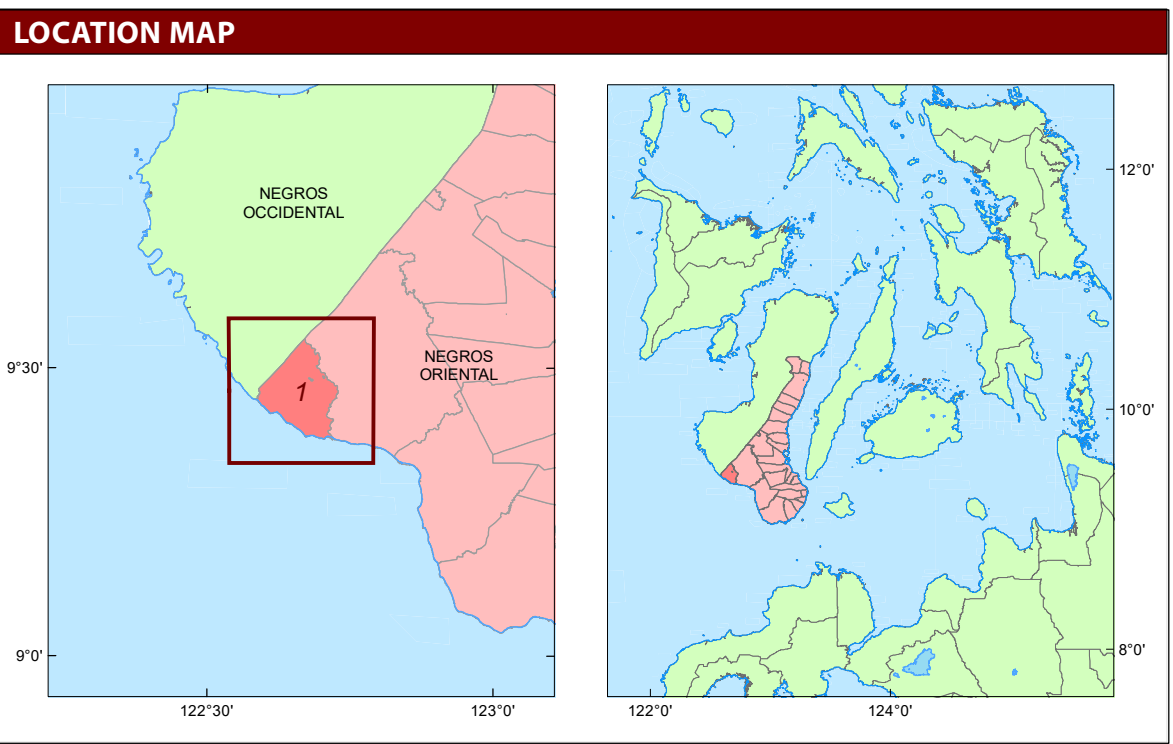 LOCATION MAP
NEGROS
OCCIDENTAL
NEGROS
ORIENTAL
1
9°30'
9°0'
122°30'
123°0'
12°0'
10°0'
8°0'
122°0'
124°0'